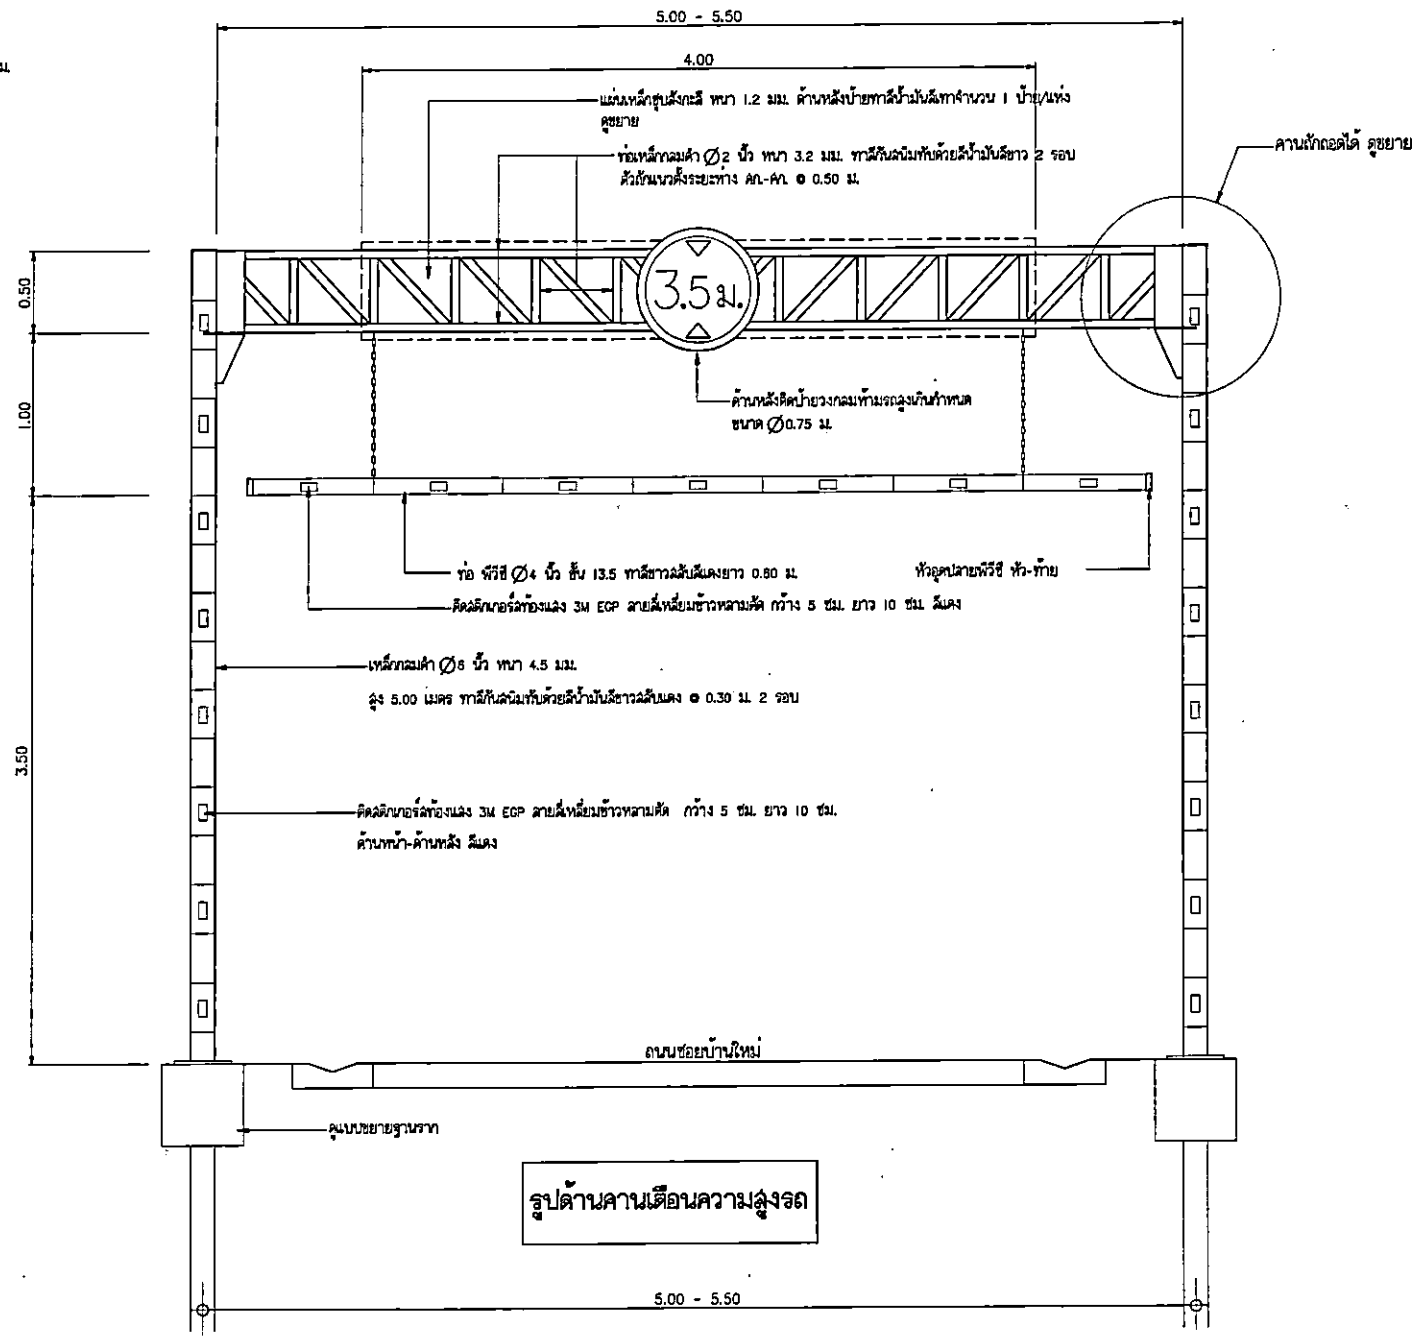 5.00 - 5.50
ม.
4.00
แผ่นเหล็กชุบสังกะสี หนา 1.2 มม. ด้านหลังป้ายทาสีน้ำมันสีเทาจำนวน 1 ป้าย/แห่ง
ดูขยาย
คานถักถอดได้ ดูขยาย
ท่อเหล็กกลมดำ Ø2 นิ้ว หนา 3.2 มม. ทาสีกันสนิมทับด้วยสีน้ำมันสีขาว 2 รอบ
ตัวถักแนวตั้งระยะห่าง ศก.-ศก. @ 0.50 ม.
0.50
3.5 ม.
1.00
ด้านหลังติดป้ายวงกลมห้ามรถสูงเกินกำหนด
ขนาด Ø0.75 ม.
ท่อ พีวีซี Ø4 นิ้ว ชั้น 13.5 ทาสีขาวสลับสีแดงยาว 0.80 ม.
หัวอุดปลายพีวีซี หัว-ท้าย
ติดสติกเกอร์สท้องแสง 3M EGP ลายสี่เหลี่ยมข้าวหลามตัด กว้าง 5 ซม. ยาว 10 ซม. สีแดง
เหล็กกลมดำ Ø6 นิ้ว หนา 4.5 มม.
สูง 5.00 เมตร ทาสีกันสนิมทับด้วยสีน้ำมันสีขาวสลับแดง @ 0.30 ม. 2 รอบ
3.50
ติดสติกเกอร์สท้องแสง 3M EGP ลายสี่เหลี่ยมข้าวหลามตัด กว้าง 5 ซม. ยาว 10 ซม.
ด้านหน้า-ด้านหลัง สีแดง
ถนนซอยบ้านใหม่
ดูแบบขยายฐานราก
รูปด้านคานเตือนความสูงรถ
5.00 - 5.50